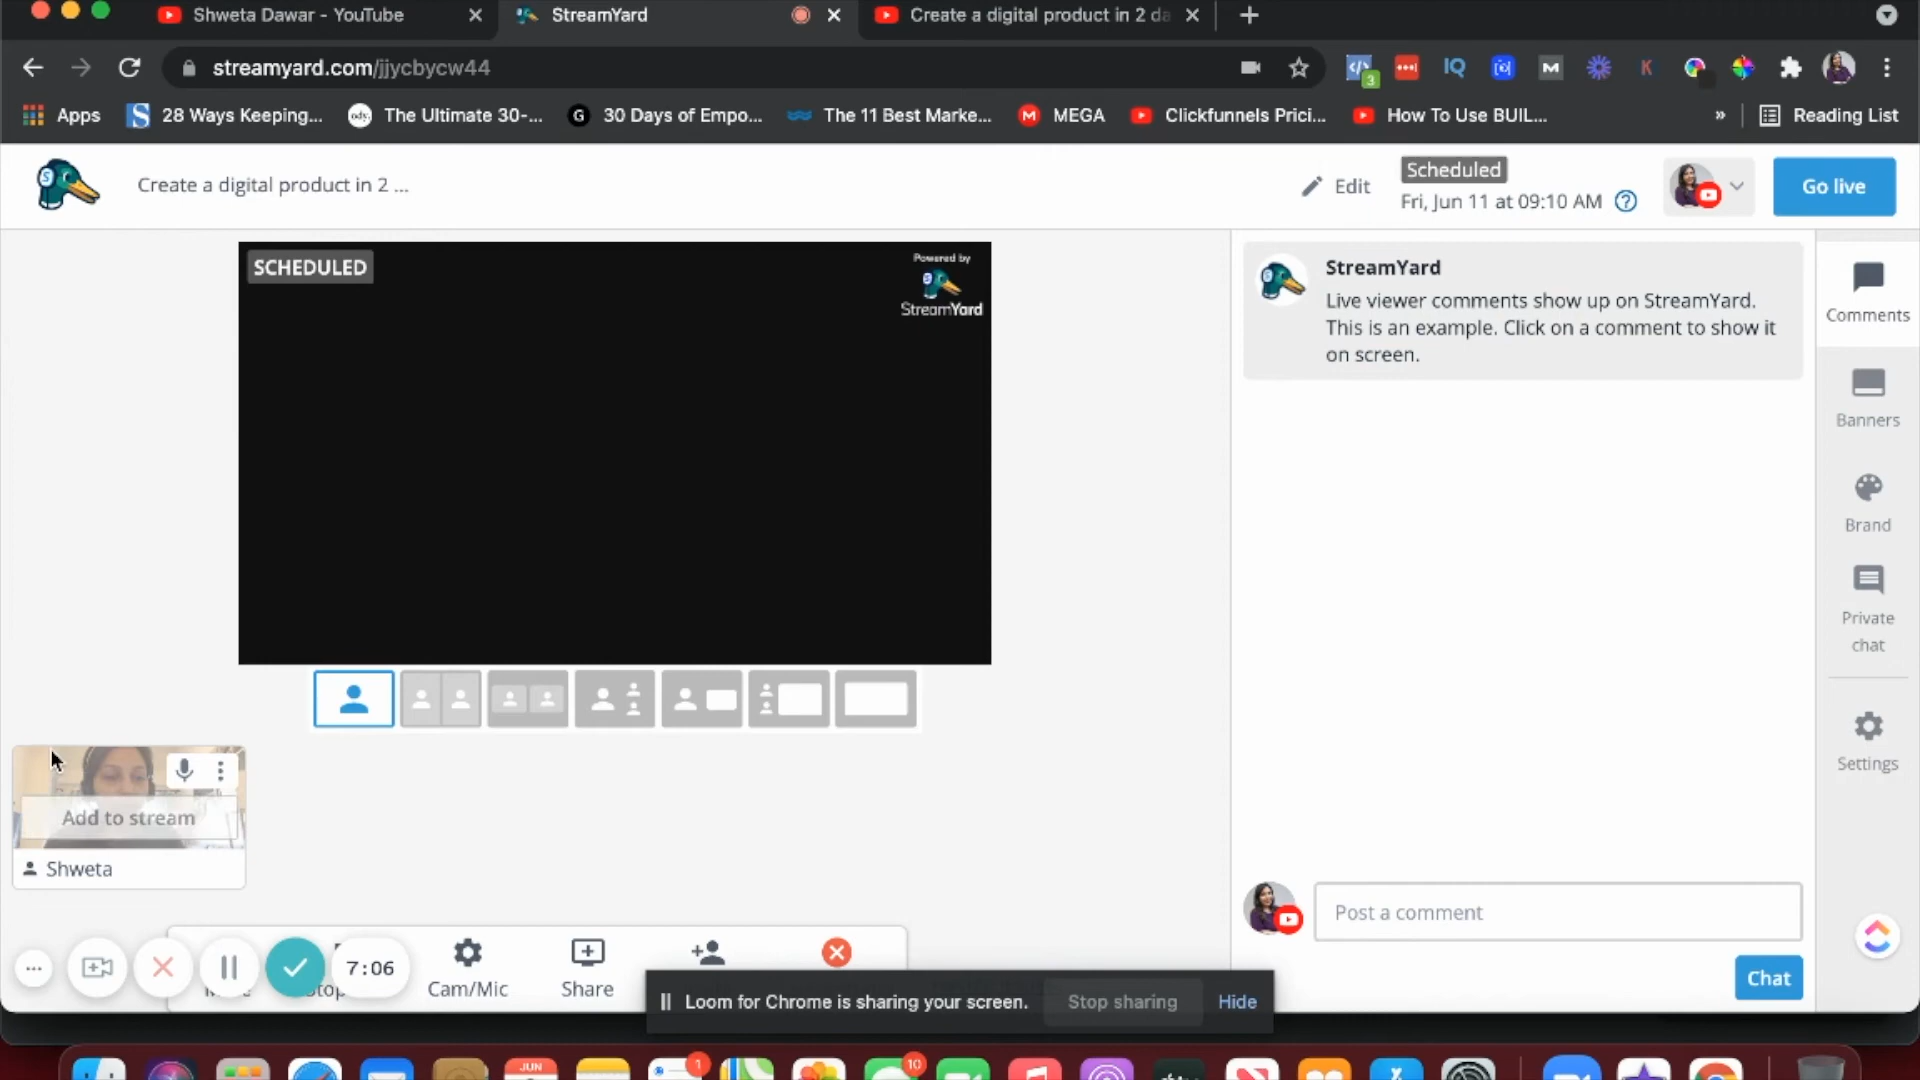 Shweta Dawar - YouTube
StreamYard
Create a digital product in 2 da
streamyard.com/jjycbycw44
3
IQ
M
K
Apps
28 Ways Keeping...
The Ultimate 30-...
30 Days of Empo...
The 11 Best Marke...
MEGA
Clickfunnels Prici...
How To Use BUIL...
»
Reading List
Create a digital product in 2 ...
Edit
Scheduled
Fri, Jun 11 at 09:10 AM
Go live
SCHEDULED
Powered by
StreamYard
StreamYard
Live viewer comments show up on StreamYard.
This is an example. Click on a comment to show it
on screen.
Comments
Banners
Brand
Private
chat
Settings
Add to stream
Shweta
7:06
Cam/Mic
Share
Post a comment
Chat
Loom for Chrome is sharing your screen.
Stop sharing
Hide
JUN
1
10